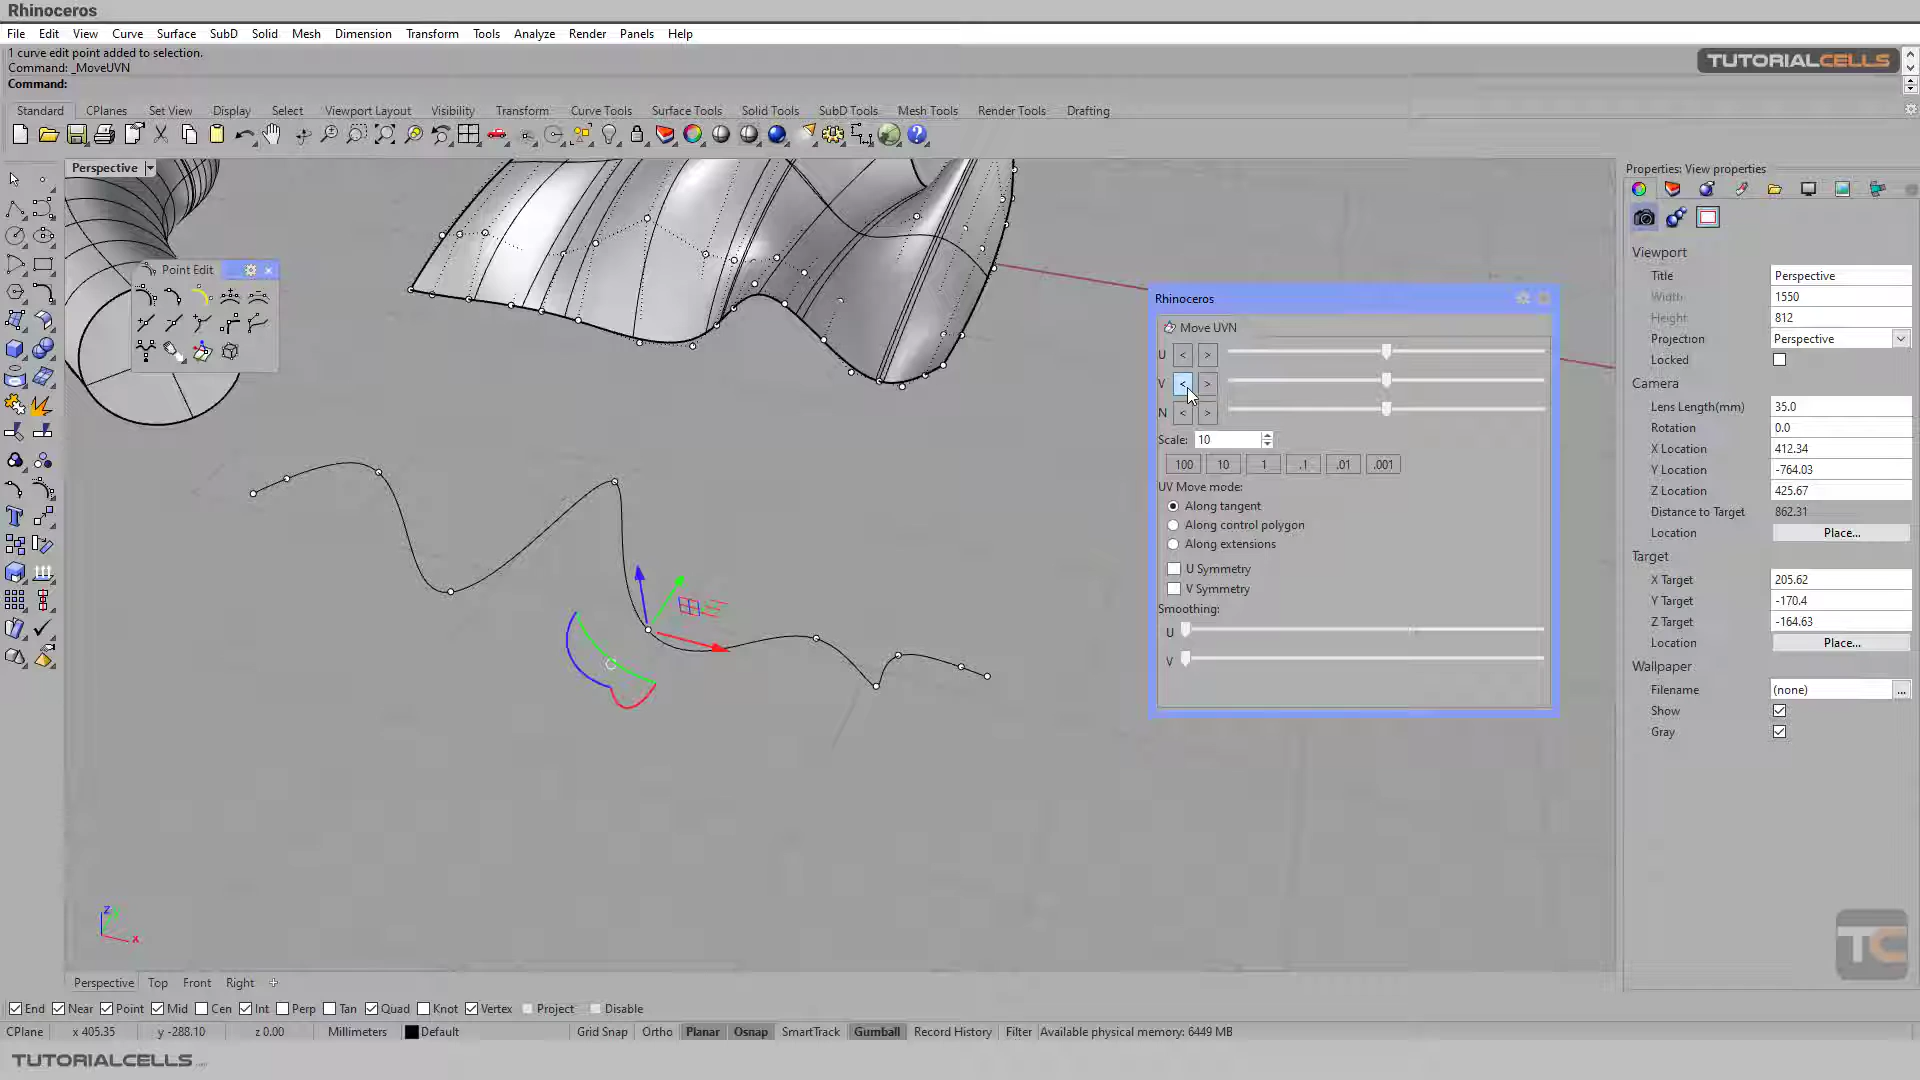 Rhinoceros
File Edit View Curve Surface SubD Solid Mesh Dimension Transform Tools Analyze Render Panels Help
1 curve edit point added to selection.
Command: _MoveUVN
Command:
TUTORIALCELLS
Standard CPlanes Set View Display Select Viewport Layout Visibility Transform Curve Tools Surface Tools Solid Tools SubD Tools Mesh Tools Render Tools Drafting
Perspective
Point Edit
Rhinoceros
Move UVN
U < >
V < >
N < >
Scale: 10
100 10 1 .1 .01 .001
UV Move mode:
Along tangent
Along control polygon
Along extensions
U Symmetry
V Symmetry
Smoothing:
U
V
Properties: View properties
Viewport
Title Perspective
Width 1550
Height 812
Projection Perspective
Locked
Camera
Lens Length(mm) 35.0
Rotation 0.0
X Location 412.34
Y Location -764.03
Z Location 425.67
Distance to Target 862.31
Location Place...
Target
X Target 205.62
Y Target -170.4
Z Target -164.63
Location Place...
Wallpaper
Filename (none) ...
Show
Gray
z y
x
TC
Perspective Top Front Right
End Near Point Mid Cen Int Perp Tan Quad Knot Vertex Project Disable
CPlane x 405.35 y -288.10 z 0.00 Millimeters Default Grid Snap Ortho Planar Osnap SmartTrack Gumball Record History Filter Available physical memory: 6449 MB
TUTORIALCELLS